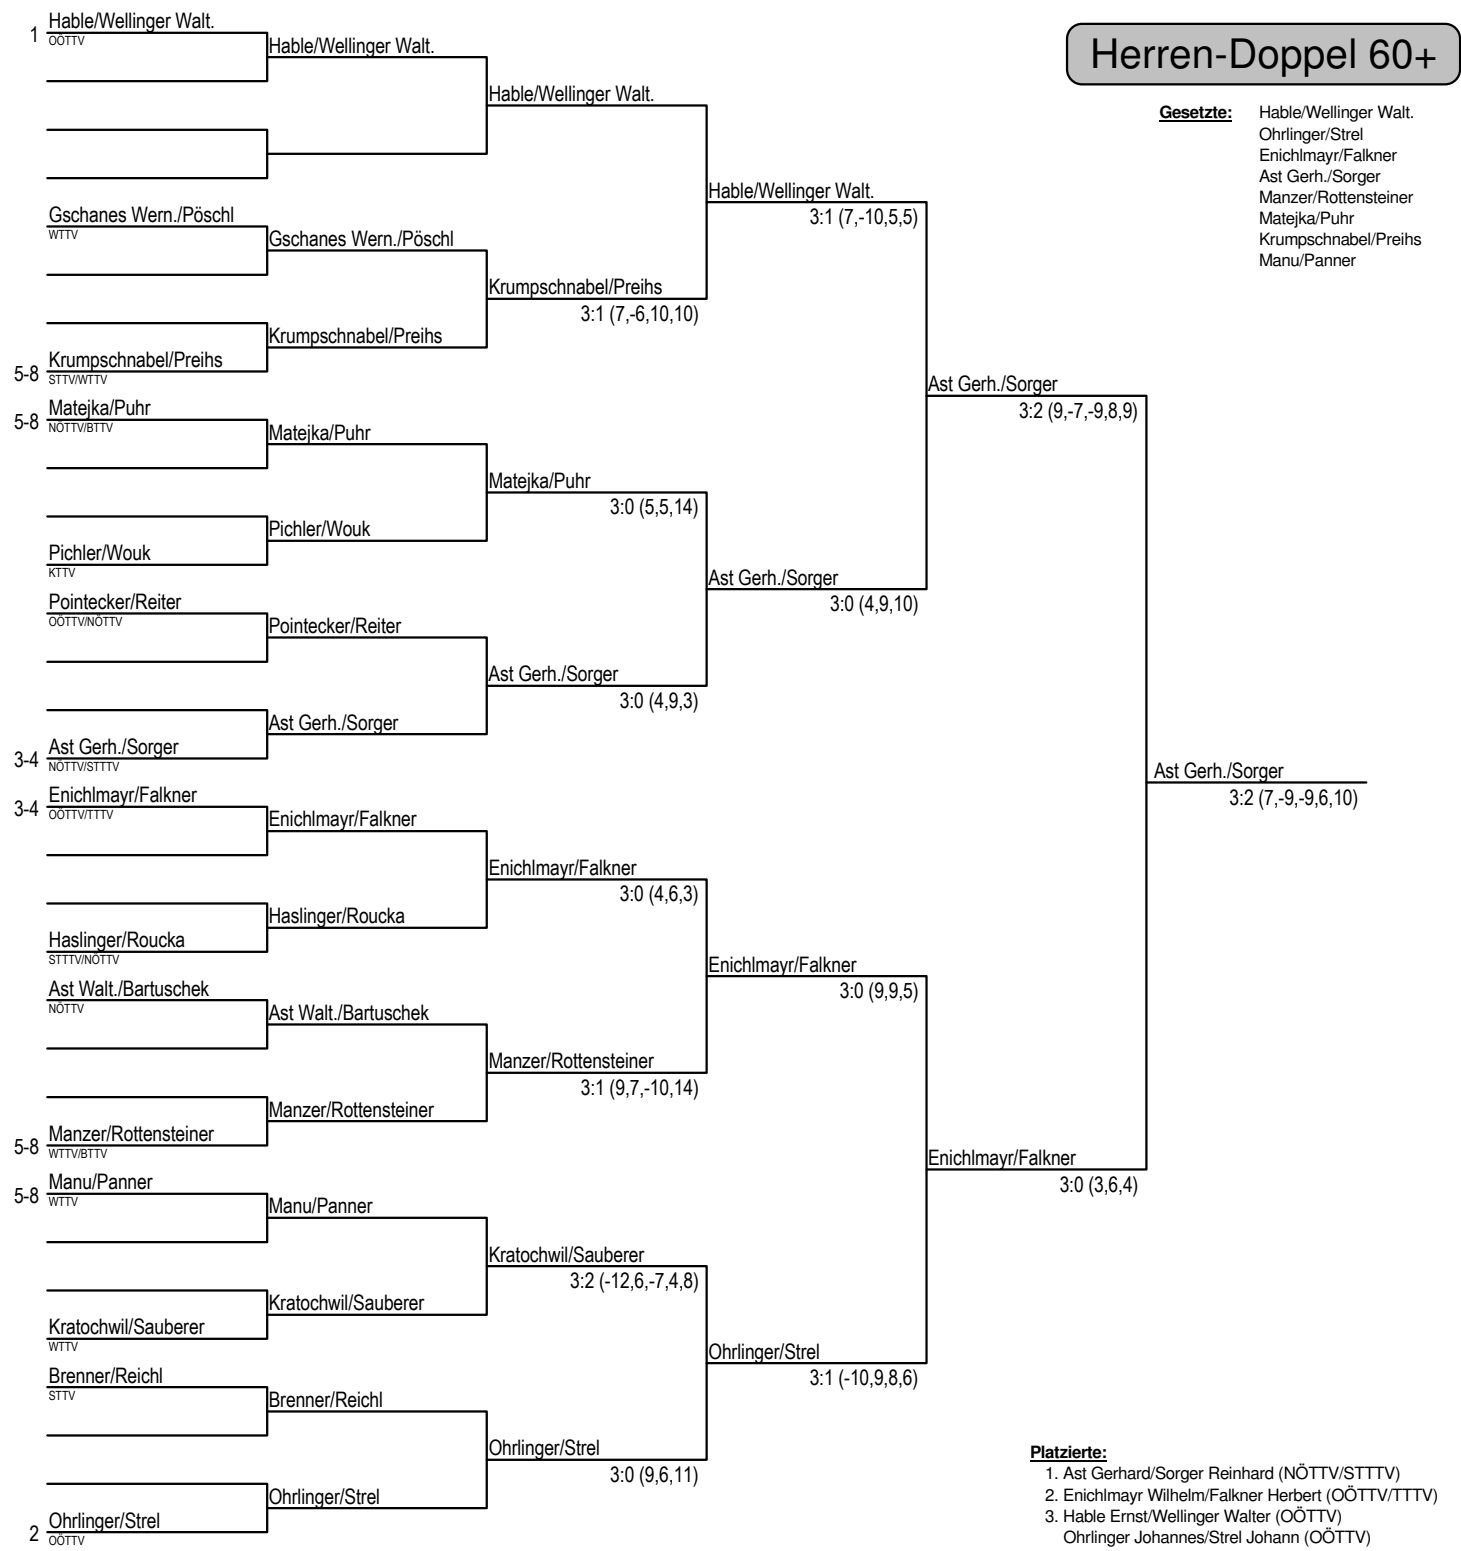 Herren-Doppel 60+
Gesetzte: Hable/Wellinger Walt.
Ohrlinger/Strel
Enichlmayr/Falkner
Ast Gerh./Sorger
Manzer/Rottensteiner
Matejka/Puhr
Krumpschnabel/Preihs
Manu/Panner
1 Hable/Wellinger Walt.
OÖTTV
Gschanes Wern./Pöschl
WTTV
5-8 Krumpschnabel/Preihs
STTV/WTTV
5-8 Matejka/Puhr
NÖTTV/BTTV
Pichler/Wouk
KTTV
Pointecker/Reiter
OÖTTV/NÖTTV
3-4 Ast Gerh./Sorger
NÖTTV/STTTV
3-4 Enichlmayr/Falkner
OÖTTV/TTTV
Haslinger/Roucka
STTTV/NÖTTV
Ast Walt./Bartuschek
NÖTTV
5-8 Manzer/Rottensteiner
WTTV/BTTV
5-8 Manu/Panner
WTTV
Kratochwil/Sauberer
WTTV
Brenner/Reichl
STTV
2 Ohrlinger/Strel
OÖTTV
Hable/Wellinger Walt.
Gschanes Wern./Pöschl
Krumpschnabel/Preihs
Matejka/Puhr
Pichler/Wouk
Pointecker/Reiter
Ast Gerh./Sorger
Enichlmayr/Falkner
Haslinger/Roucka
Ast Walt./Bartuschek
Manzer/Rottensteiner
Manu/Panner
Kratochwil/Sauberer
Brenner/Reichl
Ohrlinger/Strel
Hable/Wellinger Walt.
Krumpschnabel/Preihs
3:1 (7,-6,10,10)
Matejka/Puhr
3:0 (5,5,14)
Ast Gerh./Sorger
3:0 (4,9,3)
Enichlmayr/Falkner
3:0 (4,6,3)
Manzer/Rottensteiner
3:1 (9,7,-10,14)
Kratochwil/Sauberer
3:2 (-12,6,-7,4,8)
Ohrlinger/Strel
3:0 (9,6,11)
Hable/Wellinger Walt.
3:1 (7,-10,5,5)
Ast Gerh./Sorger
3:0 (4,9,10)
Enichlmayr/Falkner
3:0 (9,9,5)
Ohrlinger/Strel
3:1 (-10,9,8,6)
Ast Gerh./Sorger
3:2 (9,-7,-9,8,9)
Enichlmayr/Falkner
3:0 (3,6,4)
Ast Gerh./Sorger
3:2 (7,-9,-9,6,10)
Platzierte:
1. Ast Gerhard/Sorger Reinhard (NÖTTV/STTTV)
2. Enichlmayr Wilhelm/Falkner Herbert (OÖTTV/TTTV)
3. Hable Ernst/Wellinger Walter (OÖTTV)
Ohrlinger Johannes/Strel Johann (OÖTTV)